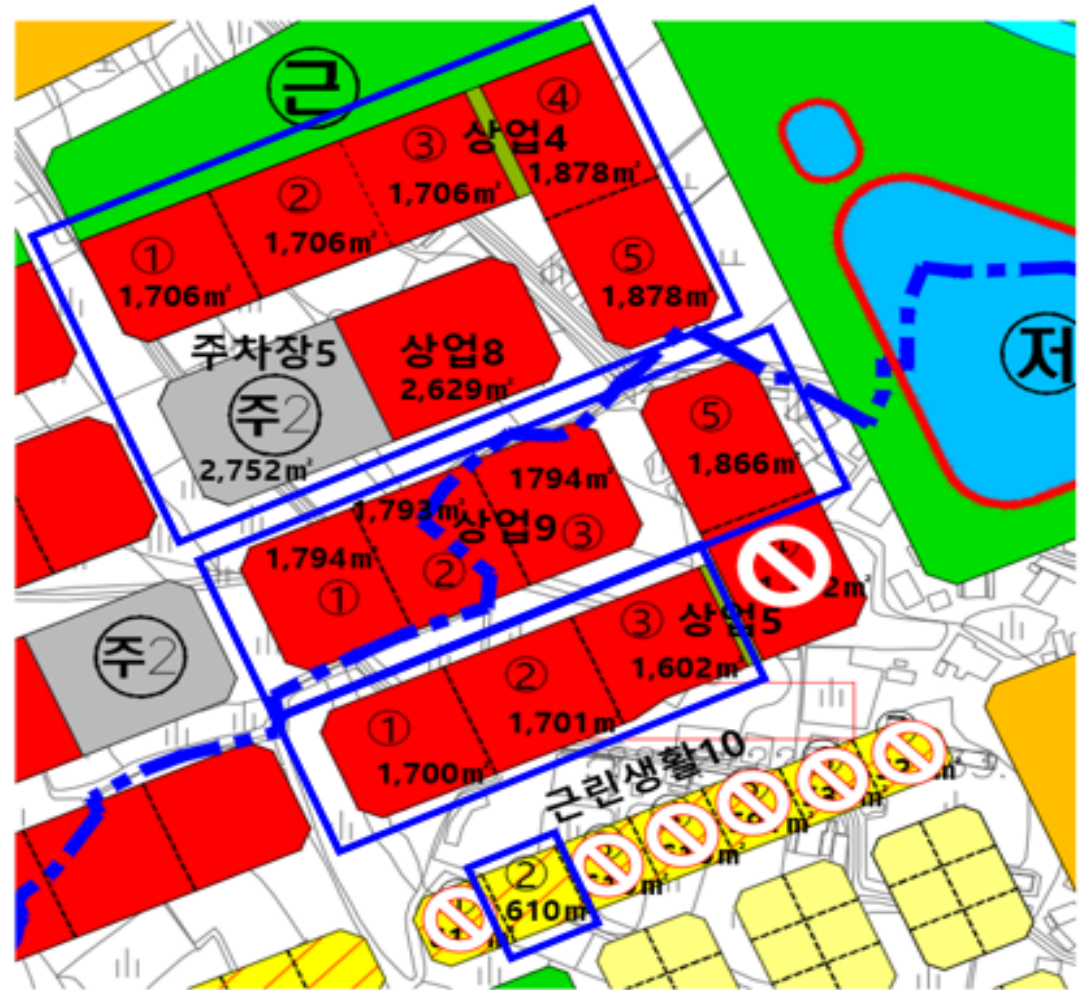 근
④
③ 상업4
1,878㎡
② 1,706㎡
1,706㎡
① ⑤
1,706㎡ 1,878㎡
주차장5 상업8
2,629㎡
주2
2,752㎡
저
⑤
1,866㎡
1794㎡
1,793㎡
상업9 ③
1,794㎡
②
①
2㎡
③ 상업5
1,602㎡
주2
②
1,701㎡
①
1,700㎡
근린생활10
②
610㎡